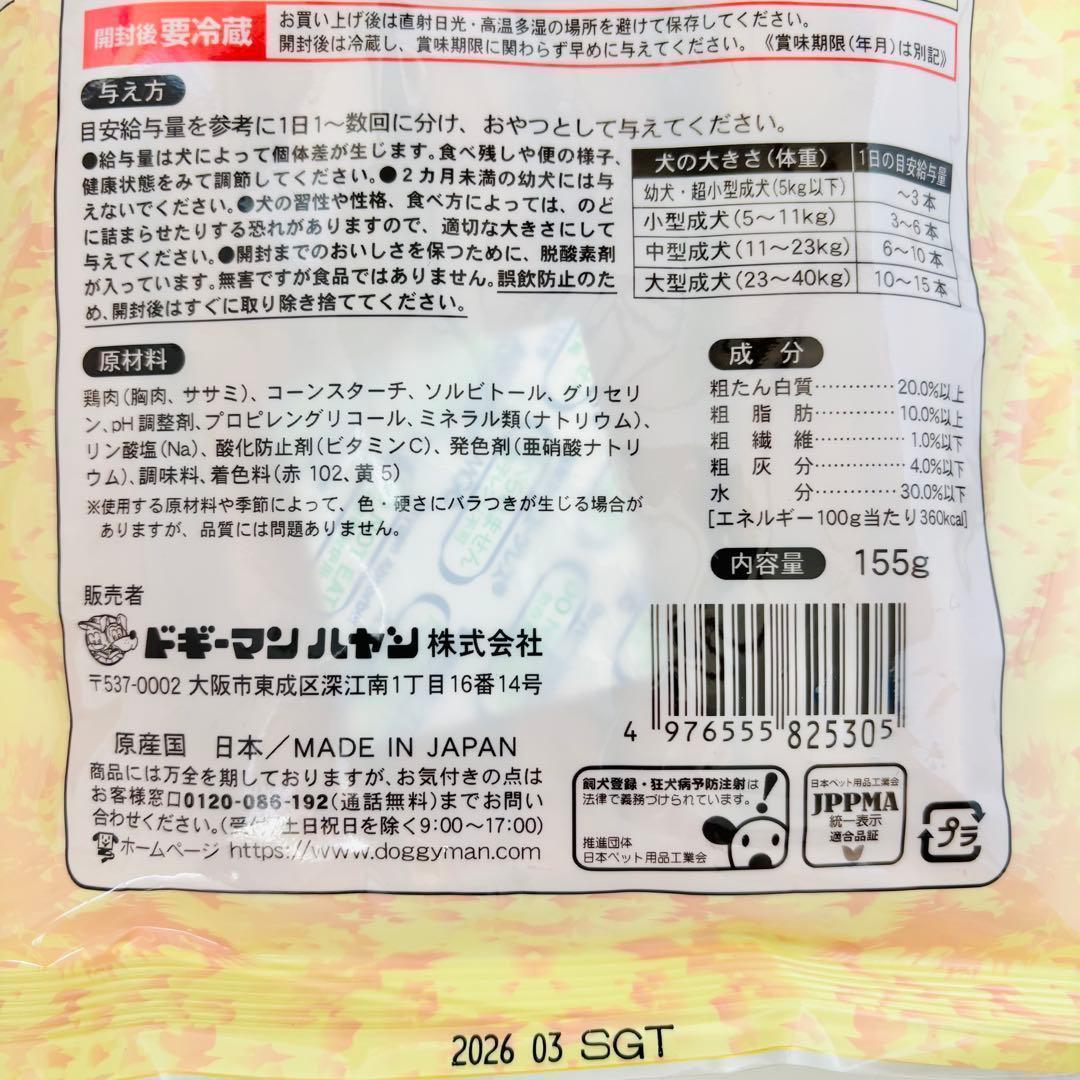 開封後要冷蔵
お買い上げ後は直射日光・高温多湿の場所を避けて保存してください。
開封後は冷蔵し、賞味期限に関わらず早めに与えてください。《賞味期限(年月)は別記》
与え方
目安給与量を参考に1日1〜数回に分け、おやつとして与えてください。
●給与量は犬によって個体差が生じます。食べ残しや便の様子、
健康状態をみて調節してください。●2カ月未満の幼犬には与
えないでください。●犬の習性や性格、食べ方によっては、のど
に詰まらせたりする恐れがありますので、適切な大きさにして
与えてください。●開封までのおいしさを保つために、脱酸素剤
が入っています。無害ですが食品ではありません。誤飲防止のた
め、開封後はすぐに取り除き捨ててください。
犬の大きさ(体重) 1日の目安給与量
幼犬・超小型成犬(5kg以下) 〜3本
小型成犬(5〜11kg) 3〜6本
中型成犬(11〜23kg) 6〜10本
大型成犬(23〜40kg) 10〜15本
原材料
鶏肉(胸肉、ササミ)、コーンスターチ、ソルビトール、グリセリ
ン、pH調整剤、プロピレングリコール、ミネラル類(ナトリウム)、
リン酸塩(Na)、酸化防止剤(ビタミンC)、発色剤(亜硝酸ナトリ
ウム)、調味料、着色料(赤102、黄5)
※使用する原材料や季節によって、色・硬さにバラつきが生じる場合が
ありますが、品質には問題ありません。
成分
粗たん白質…………20.0%以上
粗脂肪…………10.0%以上
粗繊維…………1.0%以下
粗灰分…………4.0%以下
水分…………30.0%以下
[エネルギー100g当たり360kcal]
内容量 155g
販売者
ドギーマンハヤシ株式会社
〒537-0002 大阪市東成区深江南1丁目16番14号
原産国 日本/MADE IN JAPAN
商品には万全を期しておりますが、お気付きの点は
お客様窓口0120-086-192(通話無料)までお問い
合わせください。(受付/土日祝日を除く9:00〜17:00)
ホームページ https://www.doggyman.com
4 976555 825305
飼犬登録・狂犬病予防注射は
法律で義務づけられています。
推進団体
日本ペット用品工業会
日本ペット用品工業会
JPPMA
統一表示
適合品証
プラ
2026 03 SGT